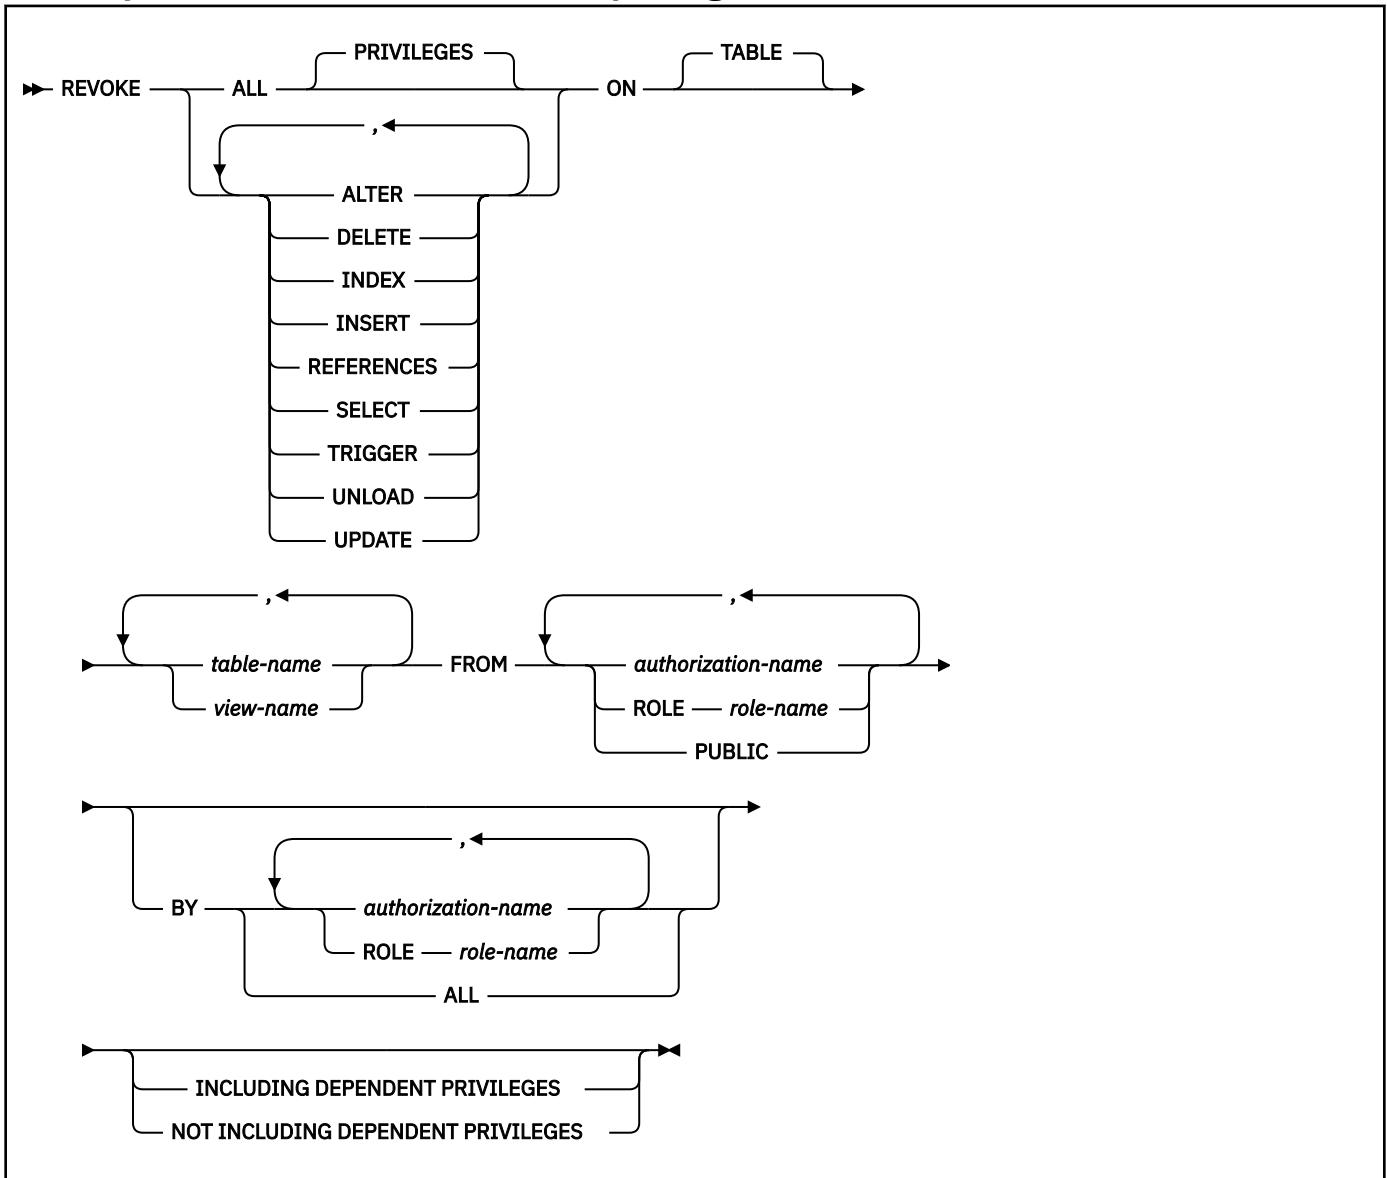 PRIVILEGES TABLE
REVOKE ALL ON
,
ALTER
DELETE
INDEX
INSERT
REFERENCES
SELECT
TRIGGER
UNLOAD
UPDATE
, ,
table-name FROM authorization-name
view-name ROLE role-name
PUBLIC
,
BY authorization-name
ROLE role-name
ALL
INCLUDING DEPENDENT PRIVILEGES
NOT INCLUDING DEPENDENT PRIVILEGES